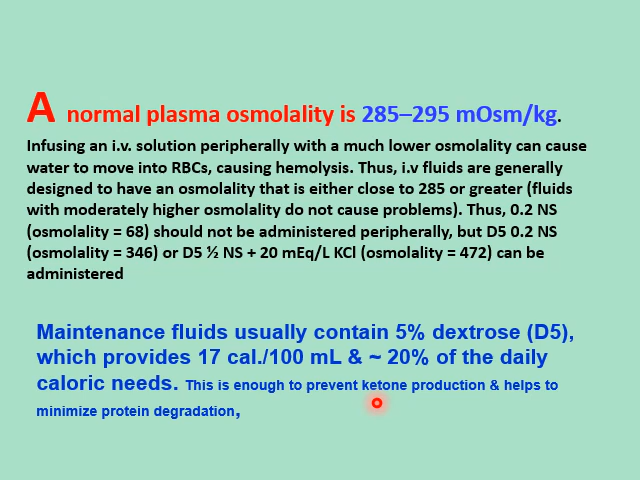 A normal plasma osmolality is 285–295 mOsm/kg.
Infusing an i.v. solution peripherally with a much lower osmolality can cause
water to move into RBCs, causing hemolysis. Thus, i.v fluids are generally
designed to have an osmolality that is either close to 285 or greater (fluids
with moderately higher osmolality do not cause problems). Thus, 0.2 NS
(osmolality = 68) should not be administered peripherally, but D5 0.2 NS
(osmolality = 346) or D5 ½ NS + 20 mEq/L KCl (osmolality = 472) can be
administered
Maintenance fluids usually contain 5% dextrose (D5),
which provides 17 cal./100 mL & ~ 20% of the daily
caloric needs. This is enough to prevent ketone production & helps to
minimize protein degradation,